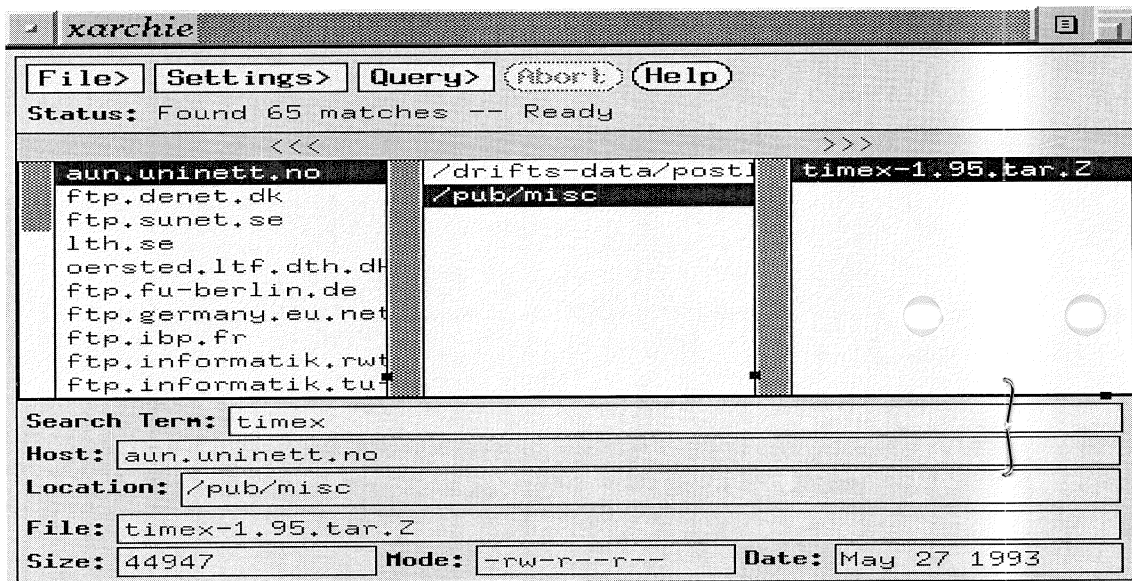 xarchie
File> Settings> Query> Abort Help
Status: Found 65 matches -- Ready
<<< >>>
aun.uninett.no /drifts-data/postl timex-1.95.tar.Z
ftp.denet.dk /pub/misc
ftp.sunet.se
lth.se
oersted.ltf.dth.dk
ftp.fu-berlin.de
ftp.germany.eu.net
ftp.ibp.fr
ftp.informatik.rwt
ftp.informatik.tu-
Search Term: timex
Host: aun.uninett.no
Location: /pub/misc
File: timex-1.95.tar.Z
Size: 44947 Mode: -rw-r--r-- Date: May 27 1993